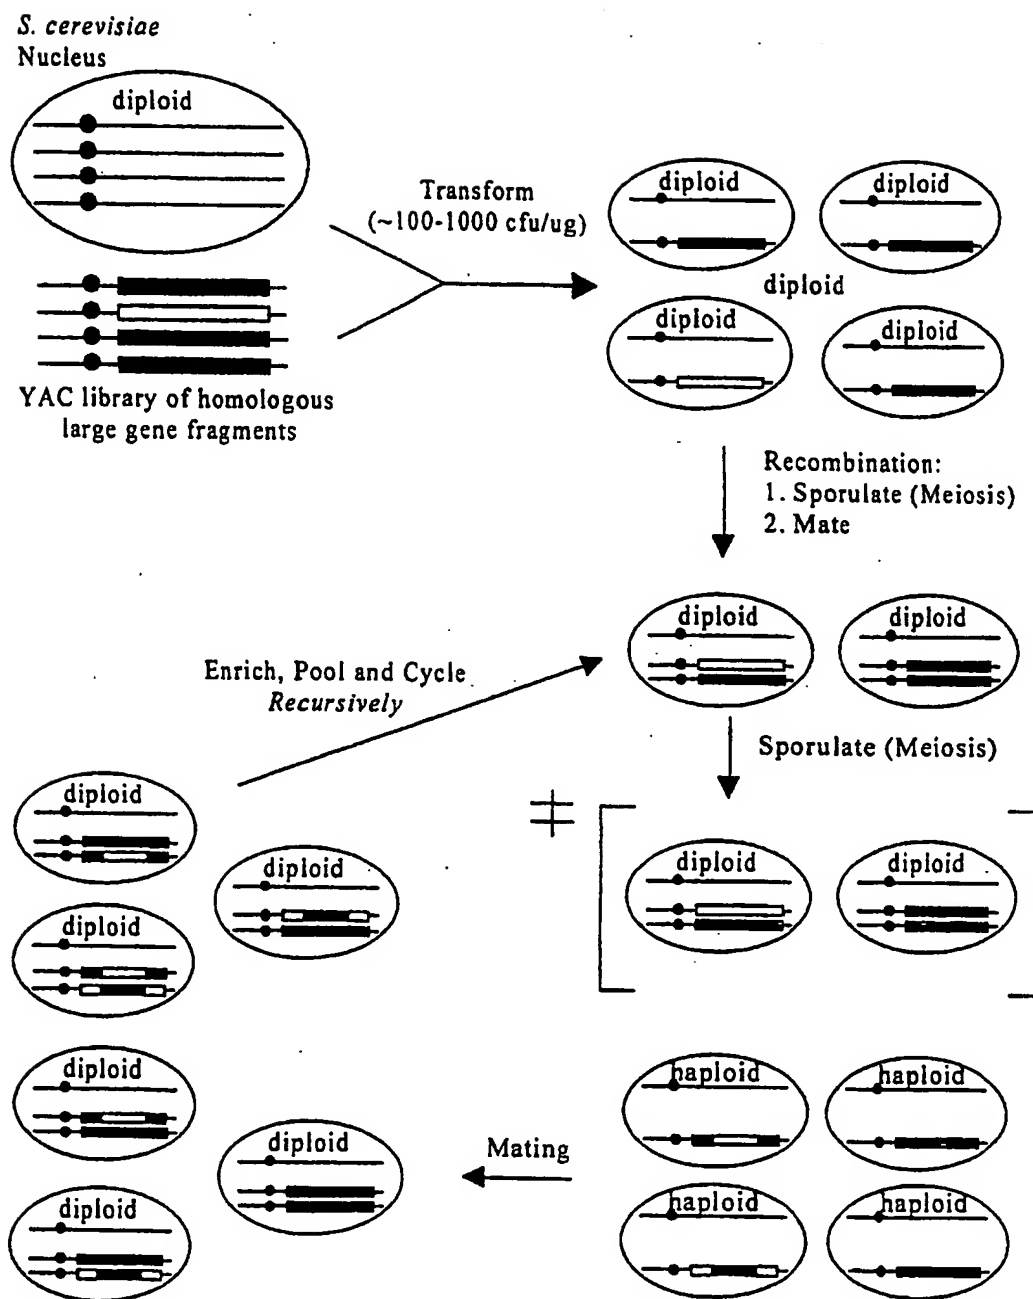 S. cerevisiae
Nucleus
diploid
YAC library of homologous
large gene fragments
Transform
(~100-1000 cfu/ug)
diploid
diploid
diploid
diploid
diploid
Recombination:
1. Sporulate (Meiosis)
2. Mate
diploid
diploid
Enrich, Pool and Cycle
Recursively
Sporulate (Meiosis)
diploid
diploid
diploid
diploid
diploid
diploid
diploid
diploid
diploid
Mating
haploid
haploid
haploid
haploid